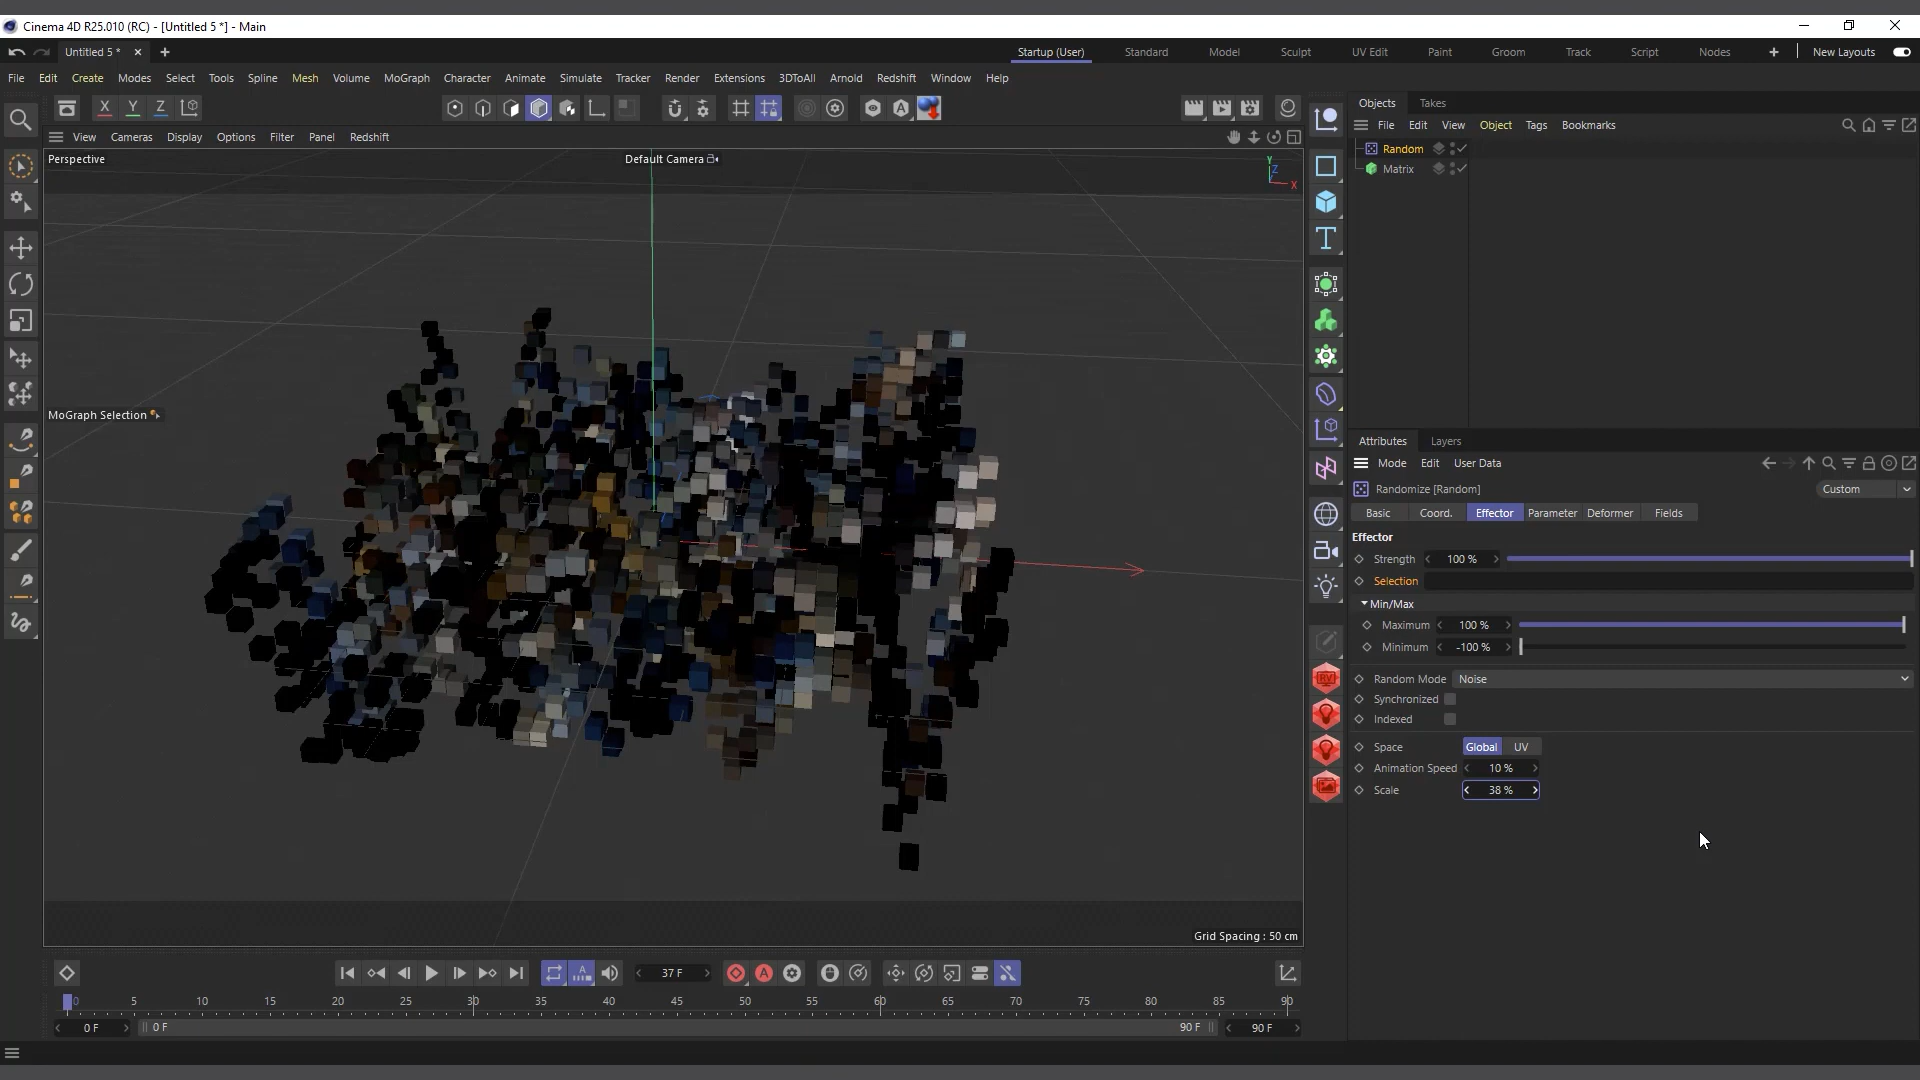 Cinema 4D R25.010 (RC) - [Untitled 5 *] - Main
Untitled 5 * × +
Startup (User) Standard Model Sculpt UV Edit Paint Groom Track Script Nodes + New Layouts
File Edit Create Modes Select Tools Spline Mesh Volume MoGraph Character Animate Simulate Tracker Render Extensions 3DToAll Arnold Redshift Window Help
X Y Z
Objects Takes
View Cameras Display Options Filter Panel Redshift
File Edit View Object Tags Bookmarks
Perspective
Default Camera
Y
Z
X
Random
Matrix
MoGraph Selection
Attributes Layers
Mode Edit User Data
Randomize [Random]
Custom
Basic Coord. Effector Parameter Deformer Fields
Effector
Strength 100 %
Selection
Min/Max
Maximum 100 %
Minimum -100 %
Random Mode Noise
Synchronized
Indexed
Space Global UV
Animation Speed 10 %
Scale 38 %
RV
Grid Spacing : 50 cm
A
37 F
A
0 5 10 15 20 25 30 35 40 45 50 55 60 65 70 75 80 85 90
0 F
0 F
90 F
90 F